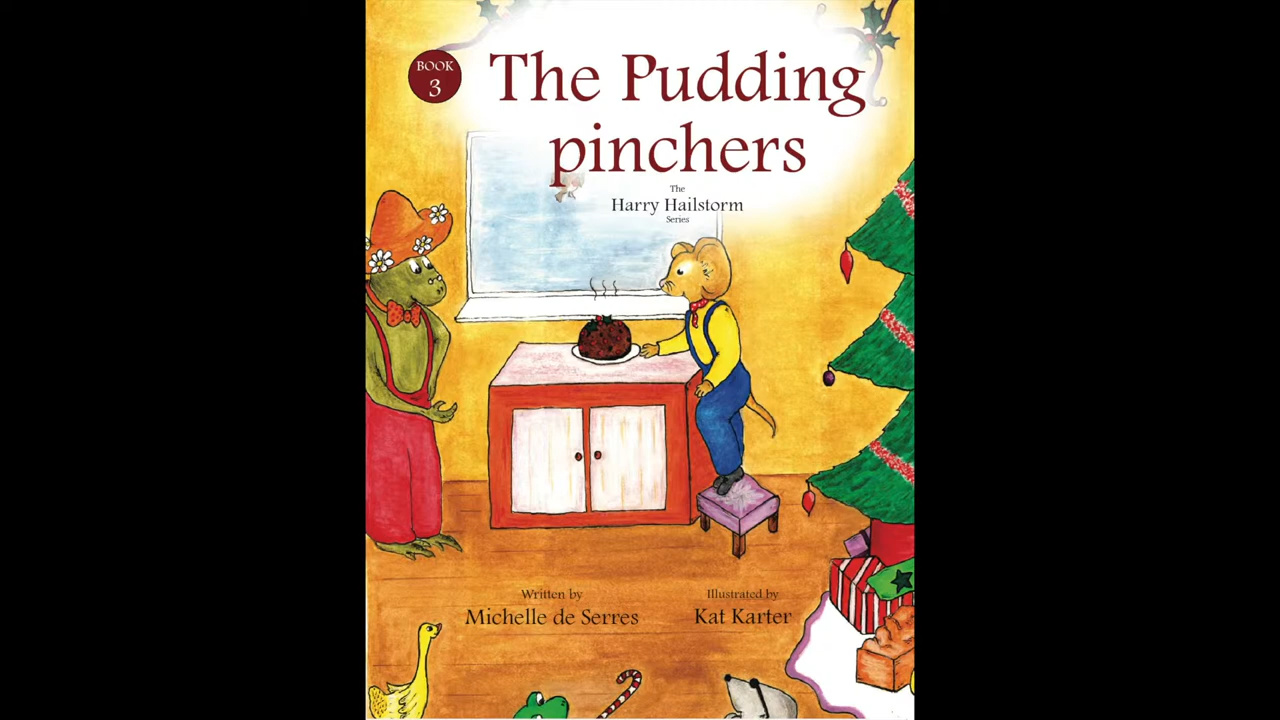 BOOK
3
The Pudding
pinchers
The
Harry Hailstorm
Series
Written by
Michelle de Serres
Illustrated by
Kat Karter